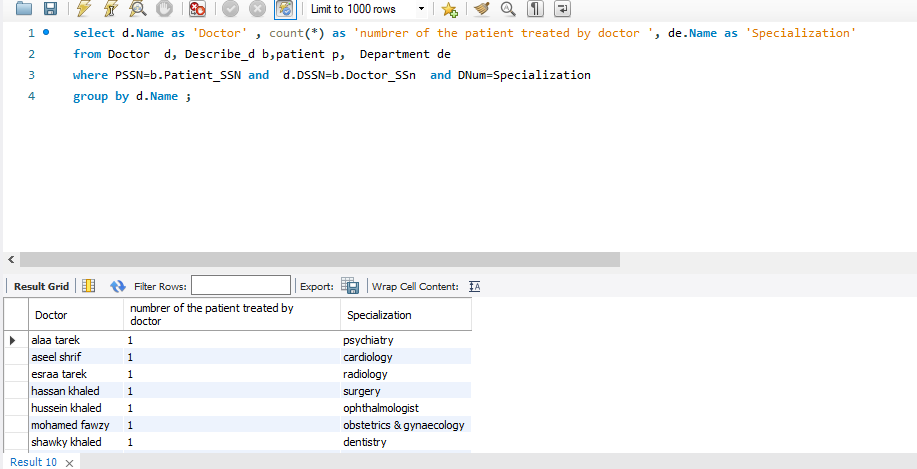 Limit to 1000 rows
1 select d.Name as 'Doctor' , count(*) as 'numbrer of the patient treated by doctor ', de.Name as 'Specialization'
2 from Doctor d, Describe_d b,patient p, Department de
3 where PSSN=b.Patient_SSN and d.DSSN=b.Doctor_SSn and DNum=Specialization
4 group by d.Name ;
Result Grid Filter Rows: Export: Wrap Cell Content:
Doctor numbrer of the patient treated by doctor Specialization
alaa tarek 1 psychiatry
aseel shrif 1 cardiology
esraa tarek 1 radiology
hassan khaled 1 surgery
hussein khaled 1 ophthalmologist
mohamed fawzy 1 obstetrics & gynaecology
shawky khaled 1 dentistry
Result 10 x